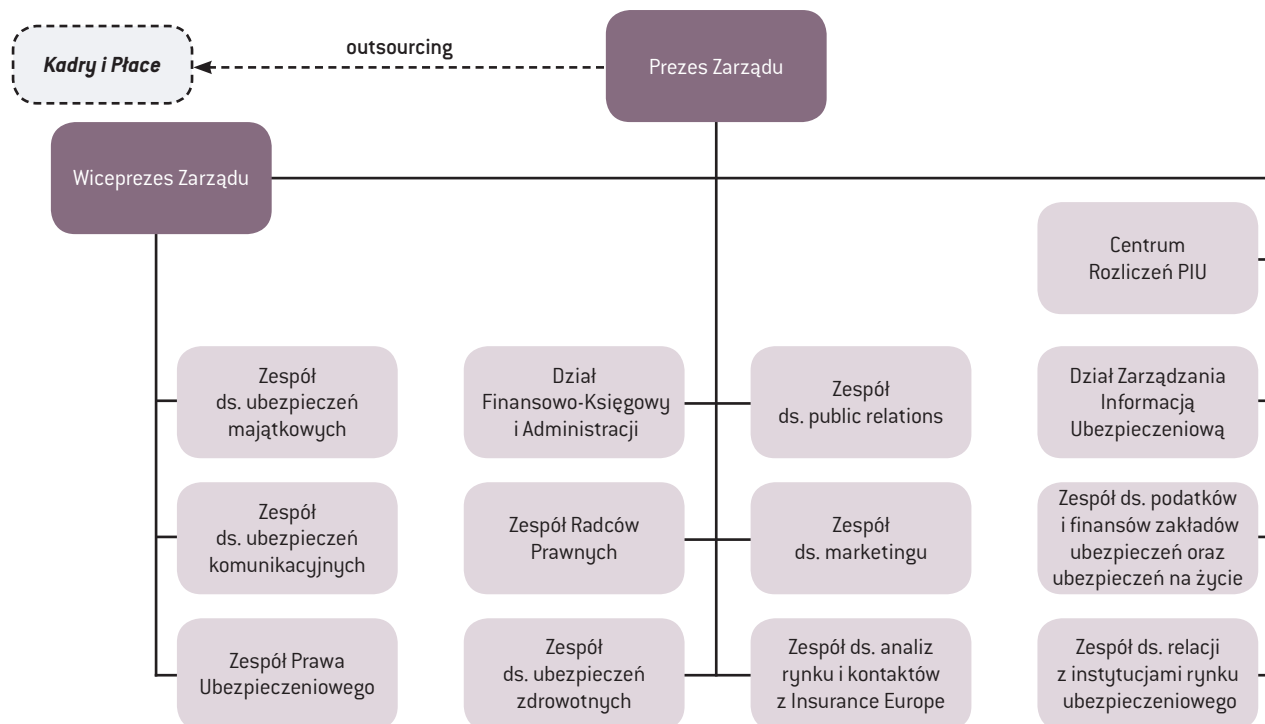 Kadry i Płace
outsourcing
Prezes Zarządu
Wiceprezes Zarządu
Centrum
Rozliczeń PIU
Zespół
ds. ubezpieczeń
majątkowych
Dział
Finansowo-Księgowy
i Administracji
Zespół
ds. public relations
Dział Zarządzania
Informacją
Ubezpieczeniową
Zespół
ds. ubezpieczeń
komunikacyjnych
Zespół Radców
Prawnych
Zespół
ds. marketingu
Zespół ds. podatków
i finansów zakładów
ubezpieczeń oraz
ubezpieczeń na życie
Zespół Prawa
Ubezpieczeniowego
Zespół
ds. ubezpieczeń
zdrowotnych
Zespół ds. analiz
rynku i kontaktów
z Insurance Europe
Zespół ds. relacji
z instytucjami rynku
ubezpieczeniowego